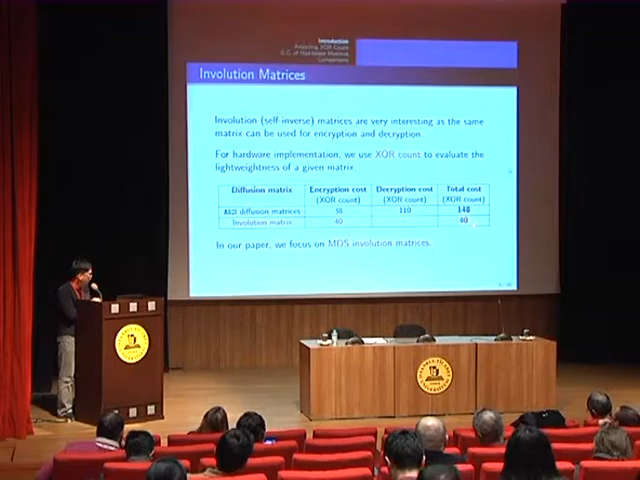 Introduction
Analyzing XOR Count
Comparisons
Involution Matrices
Involution (self-inverse) matrices are very interesting as the same
matrix can be used for encryption and decryption.
For hardware implementation, we use XOR count to evaluate the
lightweightness of a given matrix.
Diffusion matrix Encryption cost Decryption cost Total cost
(XOR count) (XOR count) (XOR count)
AES diffusion matrices 38 110 148
Involution matrix 40 40
In our paper, we focus on MDS involution matrices.